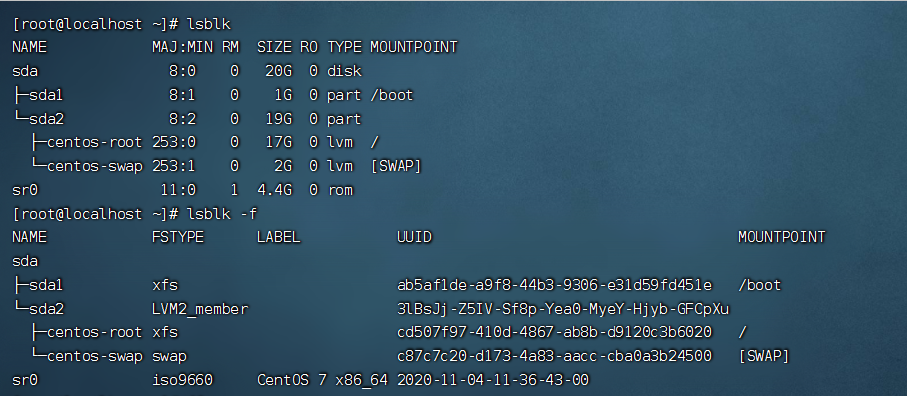 [root@localhost ~]# lsblk
NAME            MAJ:MIN RM  SIZE RO TYPE MOUNTPOINT
sda               8:0    0   20G  0 disk
├─sda1            8:1    0    1G  0 part /boot
└─sda2            8:2    0   19G  0 part
  ├─centos-root 253:0    0   17G  0 lvm  /
  └─centos-swap 253:1    0    2G  0 lvm  [SWAP]
sr0              11:0    1  4.4G  0 rom
[root@localhost ~]# lsblk -f
NAME            FSTYPE      LABEL           UUID                                   MOUNTPOINT
sda
├─sda1          xfs                         ab5af1de-a9f8-44b3-9306-e31d59fd451e   /boot
└─sda2          LVM2_member                 3lBsJj-Z5IV-Sf8p-Yea0-MyeY-Hjyb-GFCpXu
  ├─centos-root xfs                         cd507f97-410d-4867-ab8b-d9120c3b6020   /
  └─centos-swap swap                        c87c7c20-d173-4a83-aacc-cba0a3b24500   [SWAP]
sr0             iso9660     CentOS 7 x86_64 2020-11-04-11-36-43-00